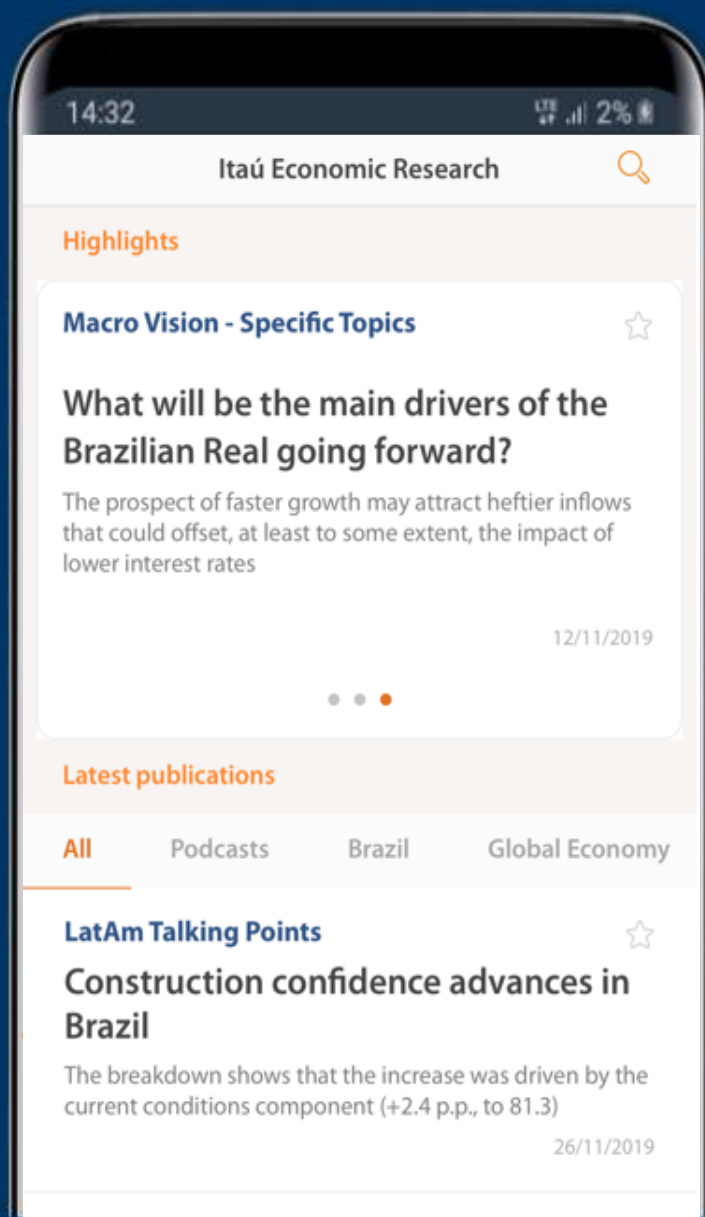 14:32 LTE 2%
Itaú Economic Research
Highlights
Macro Vision - Specific Topics
What will be the main drivers of the
Brazilian Real going forward?
The prospect of faster growth may attract heftier inflows
that could offset, at least to some extent, the impact of
lower interest rates
12/11/2019
Latest publications
All Podcasts Brazil Global Economy
LatAm Talking Points
Construction confidence advances in
Brazil
The breakdown shows that the increase was driven by the
current conditions component (+2.4 p.p., to 81.3)
26/11/2019